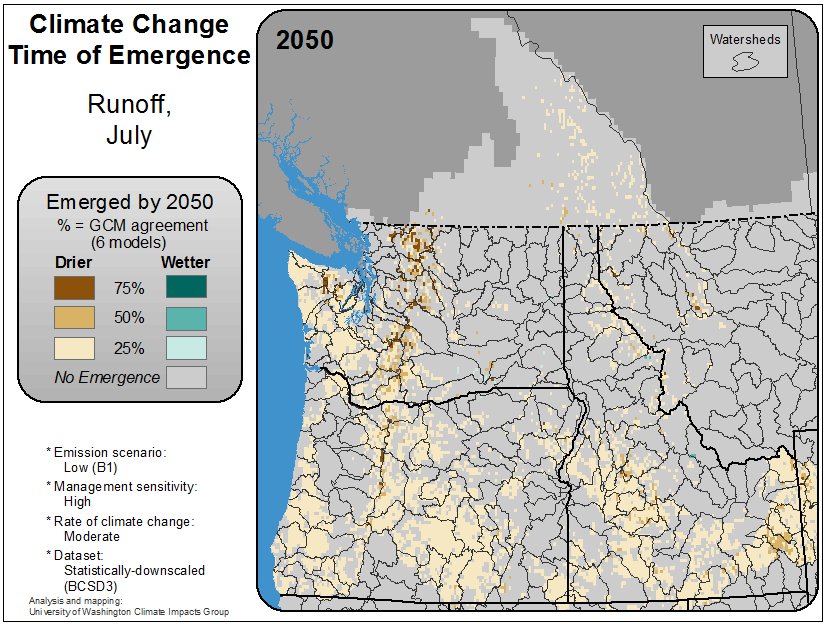 Climate Change
Time of Emergence
Runoff,
July
Emerged by 2050
% = GCM agreement
(6 models)
Drier Wetter
75%
50%
25%
No Emergence
* Emission scenario:
Low (B1)
* Management sensitivity:
High
* Rate of climate change:
Moderate
* Dataset:
Statistically-downscaled
(BCSD3)
Analysis and mapping:
University of Washington Climate Impacts Group
2050
Watersheds